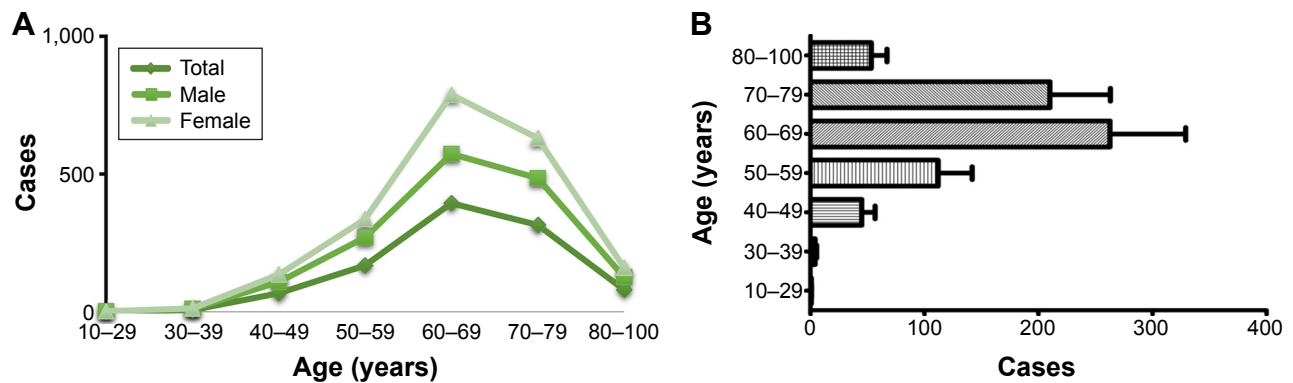 A
1,000
500
0
Cases
Total
Male
Female
10–29
30–39
40–49
50–59
60–69
70–79
80–100
Age (years)
B
Age (years)
80–100
70–79
60–69
50–59
40–49
30–39
10–29
0
100
200
300
400
Cases